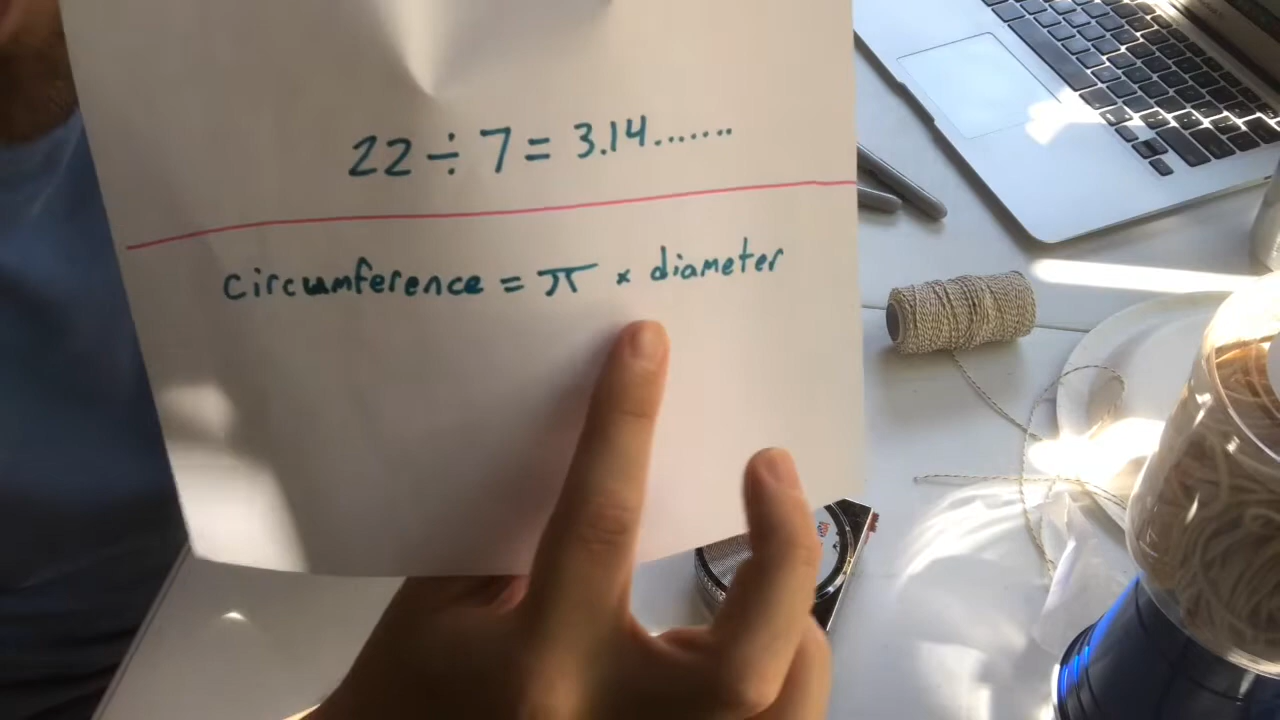 22 ÷ 7 = 3.14.......
circumference = π × diameter